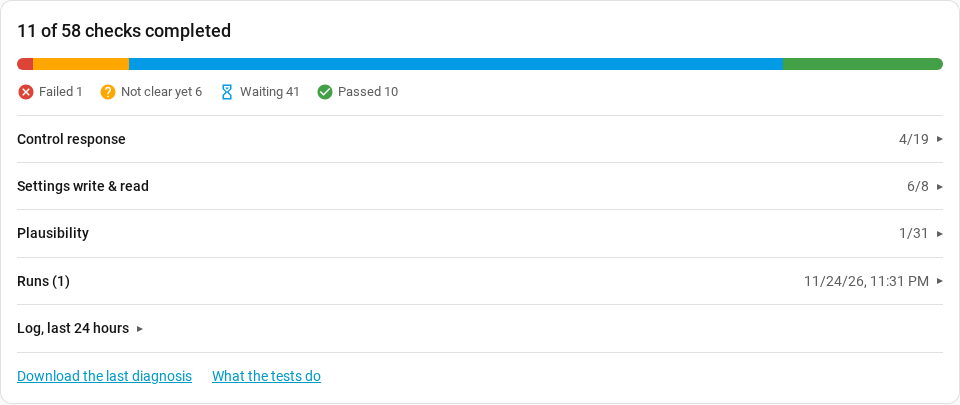 11 of 58 checks completed
Failed 1 Not clear yet 6 Waiting 41 Passed 10
Control response 4/19
Settings write & read 6/8
Plausibility 1/31
Runs (1) 11/24/26, 11:31 PM
Log, last 24 hours
Download the last diagnosis What the tests do